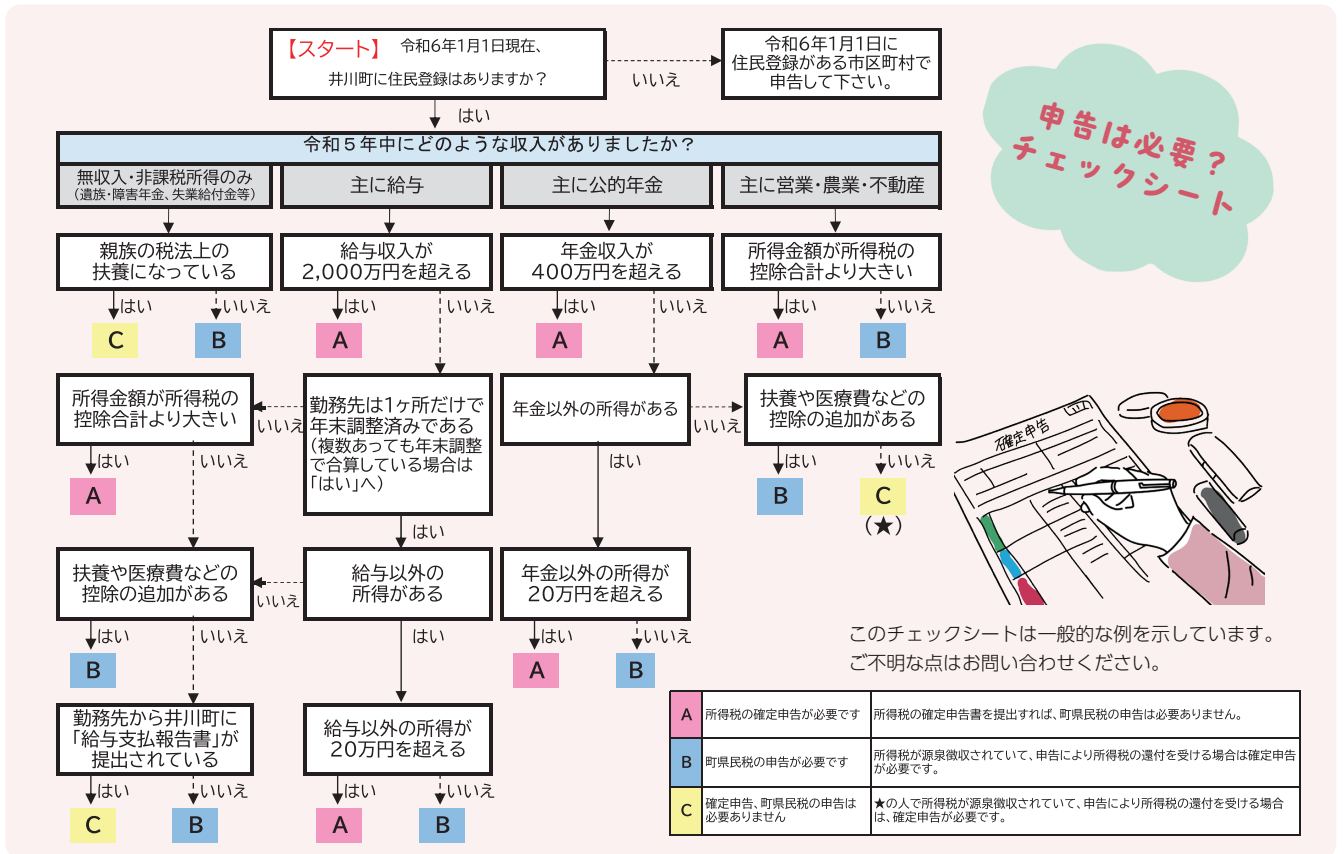 【スタート】 令和6年1月1日現在、
井川町に住民登録はありますか？
いいえ
令和6年1月1日に
住民登録がある市区町村で
申告して下さい。
はい
申告は必要？
チェックシート
令和５年中にどのような収入がありましたか？
無収入・非課税所得のみ
（遺族・障害年金、失業給付金等）
主に給与
主に公的年金
主に営業・農業・不動産
親族の税法上の
扶養になっている
給与収入が
2,000万円を超える
年金収入が
400万円を超える
所得金額が所得税の
控除合計より大きい
はい いいえ はい いいえ はい いいえ はい いいえ
C B A A A B
所得金額が所得税の
控除合計より大きい
いいえ
勤務先は1ヶ所だけで
年末調整済みである
（複数あっても年末調整
で合算している場合は
「はい」へ）
年金以外の所得がある
いいえ
扶養や医療費などの
控除の追加がある
はい いいえ はい はい いいえ
A B C
（★）
はい
確定申告
扶養や医療費などの
控除の追加がある
いいえ
給与以外の
所得がある
年金以外の所得が
20万円を超える
はい いいえ はい はい いいえ
B A B
勤務先から井川町に
「給与支払報告書」が
提出されている
給与以外の所得が
20万円を超える
はい いいえ はい いいえ
C B A B
このチェックシートは一般的な例を示しています。
ご不明な点はお問い合わせください。
A 所得税の確定申告が必要です 所得税の確定申告書を提出すれば、町県民税の申告は必要ありません。
B 町県民税の申告が必要です 所得税が源泉徴収されていて、申告により所得税の還付を受ける場合は確定申告
が必要です。
C 確定申告、町県民税の申告は
必要ありません
★の人で所得税が源泉徴収されていて、申告により所得税の還付を受ける場合
は、確定申告が必要です。